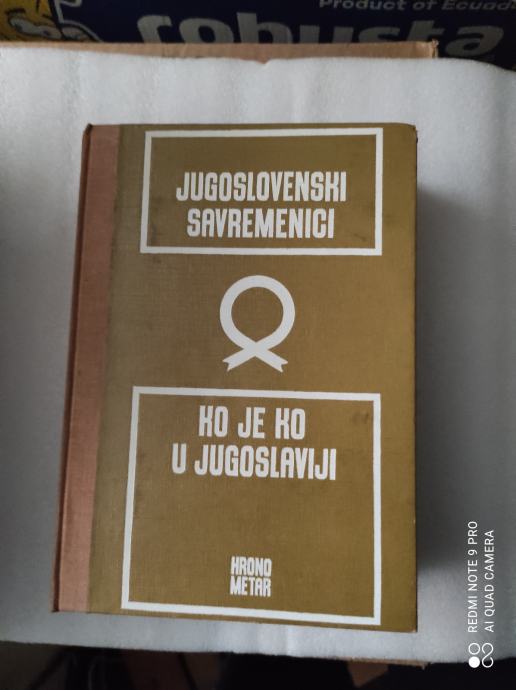 Product of Ecuad
robusta
JUGOSLOVENSKI
SAVREMENICI
KO JE KO
U JUGOSLAVIJI
HRONO
METAR
REDMI NOTE 9 PRO
AI QUAD CAMERA